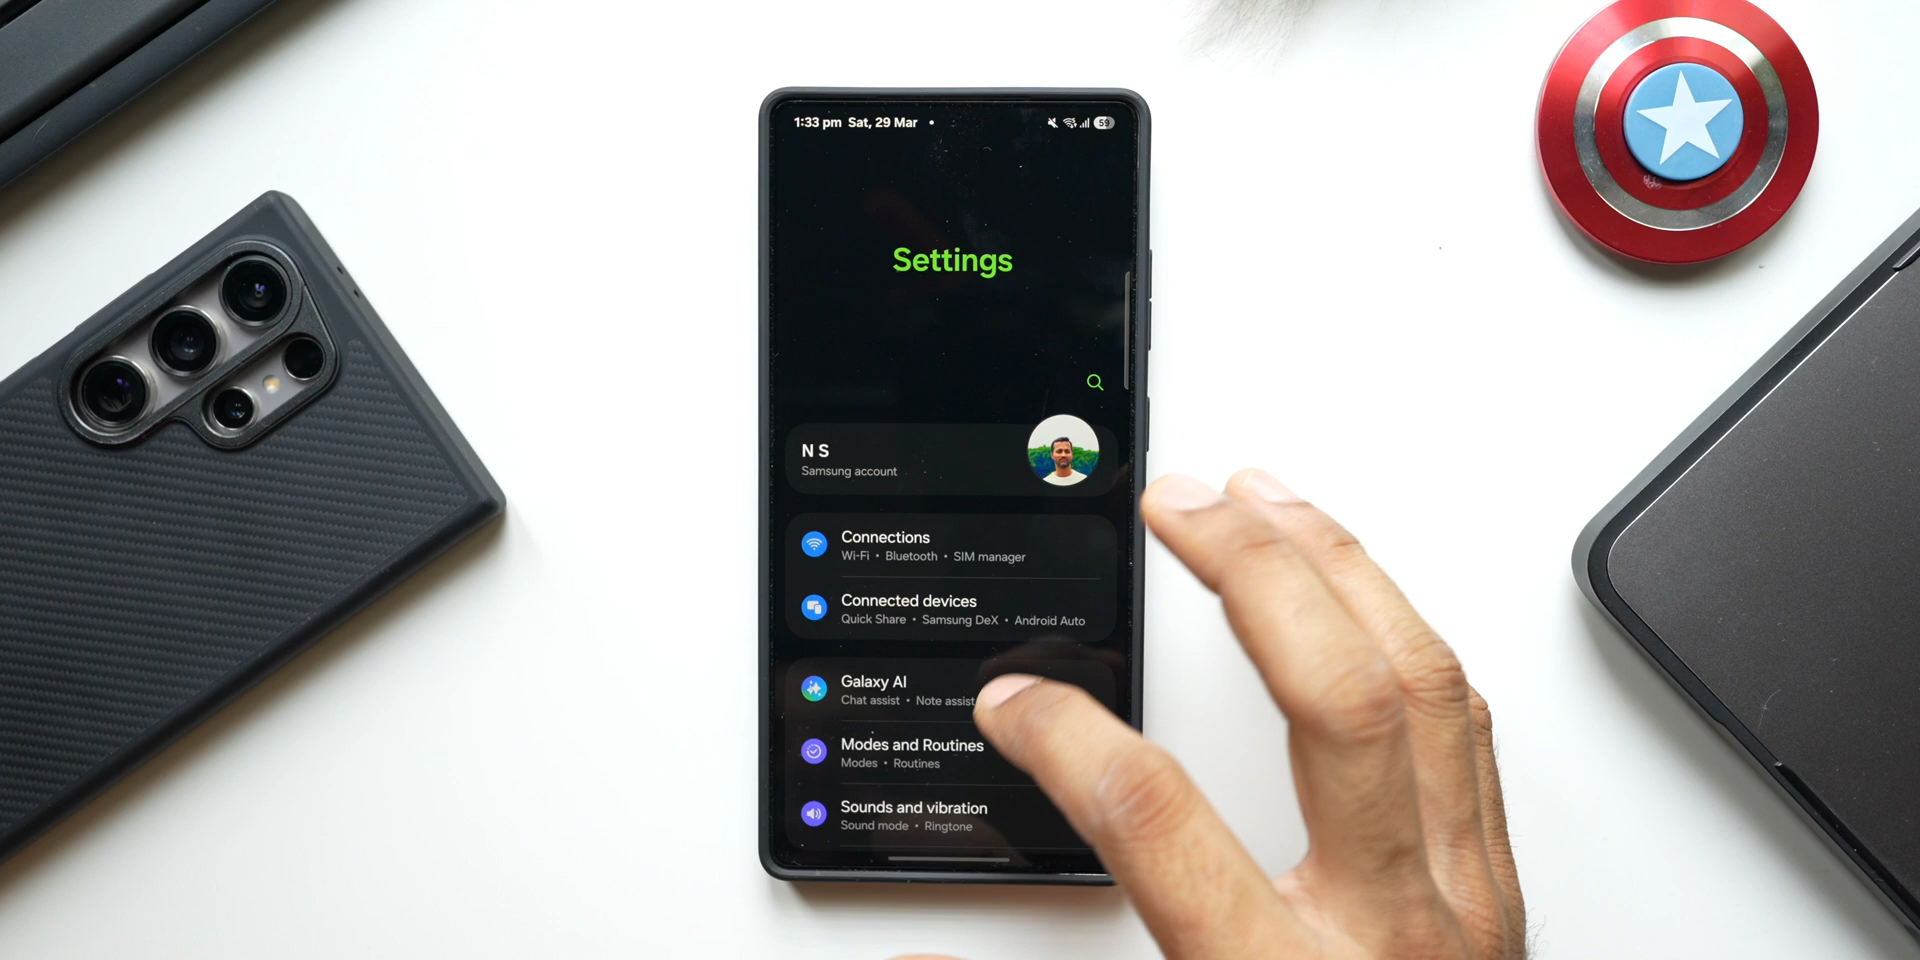 1:33 pm Sat, 29 Mar •
59
Settings
N S
Samsung account
Connections
Wi-Fi • Bluetooth • SIM manager
Connected devices
Quick Share • Samsung DeX • Android Auto
Galaxy AI
Chat assist • Note assist
Modes and Routines
Modes • Routines
Sounds and vibration
Sound mode • Ringtone